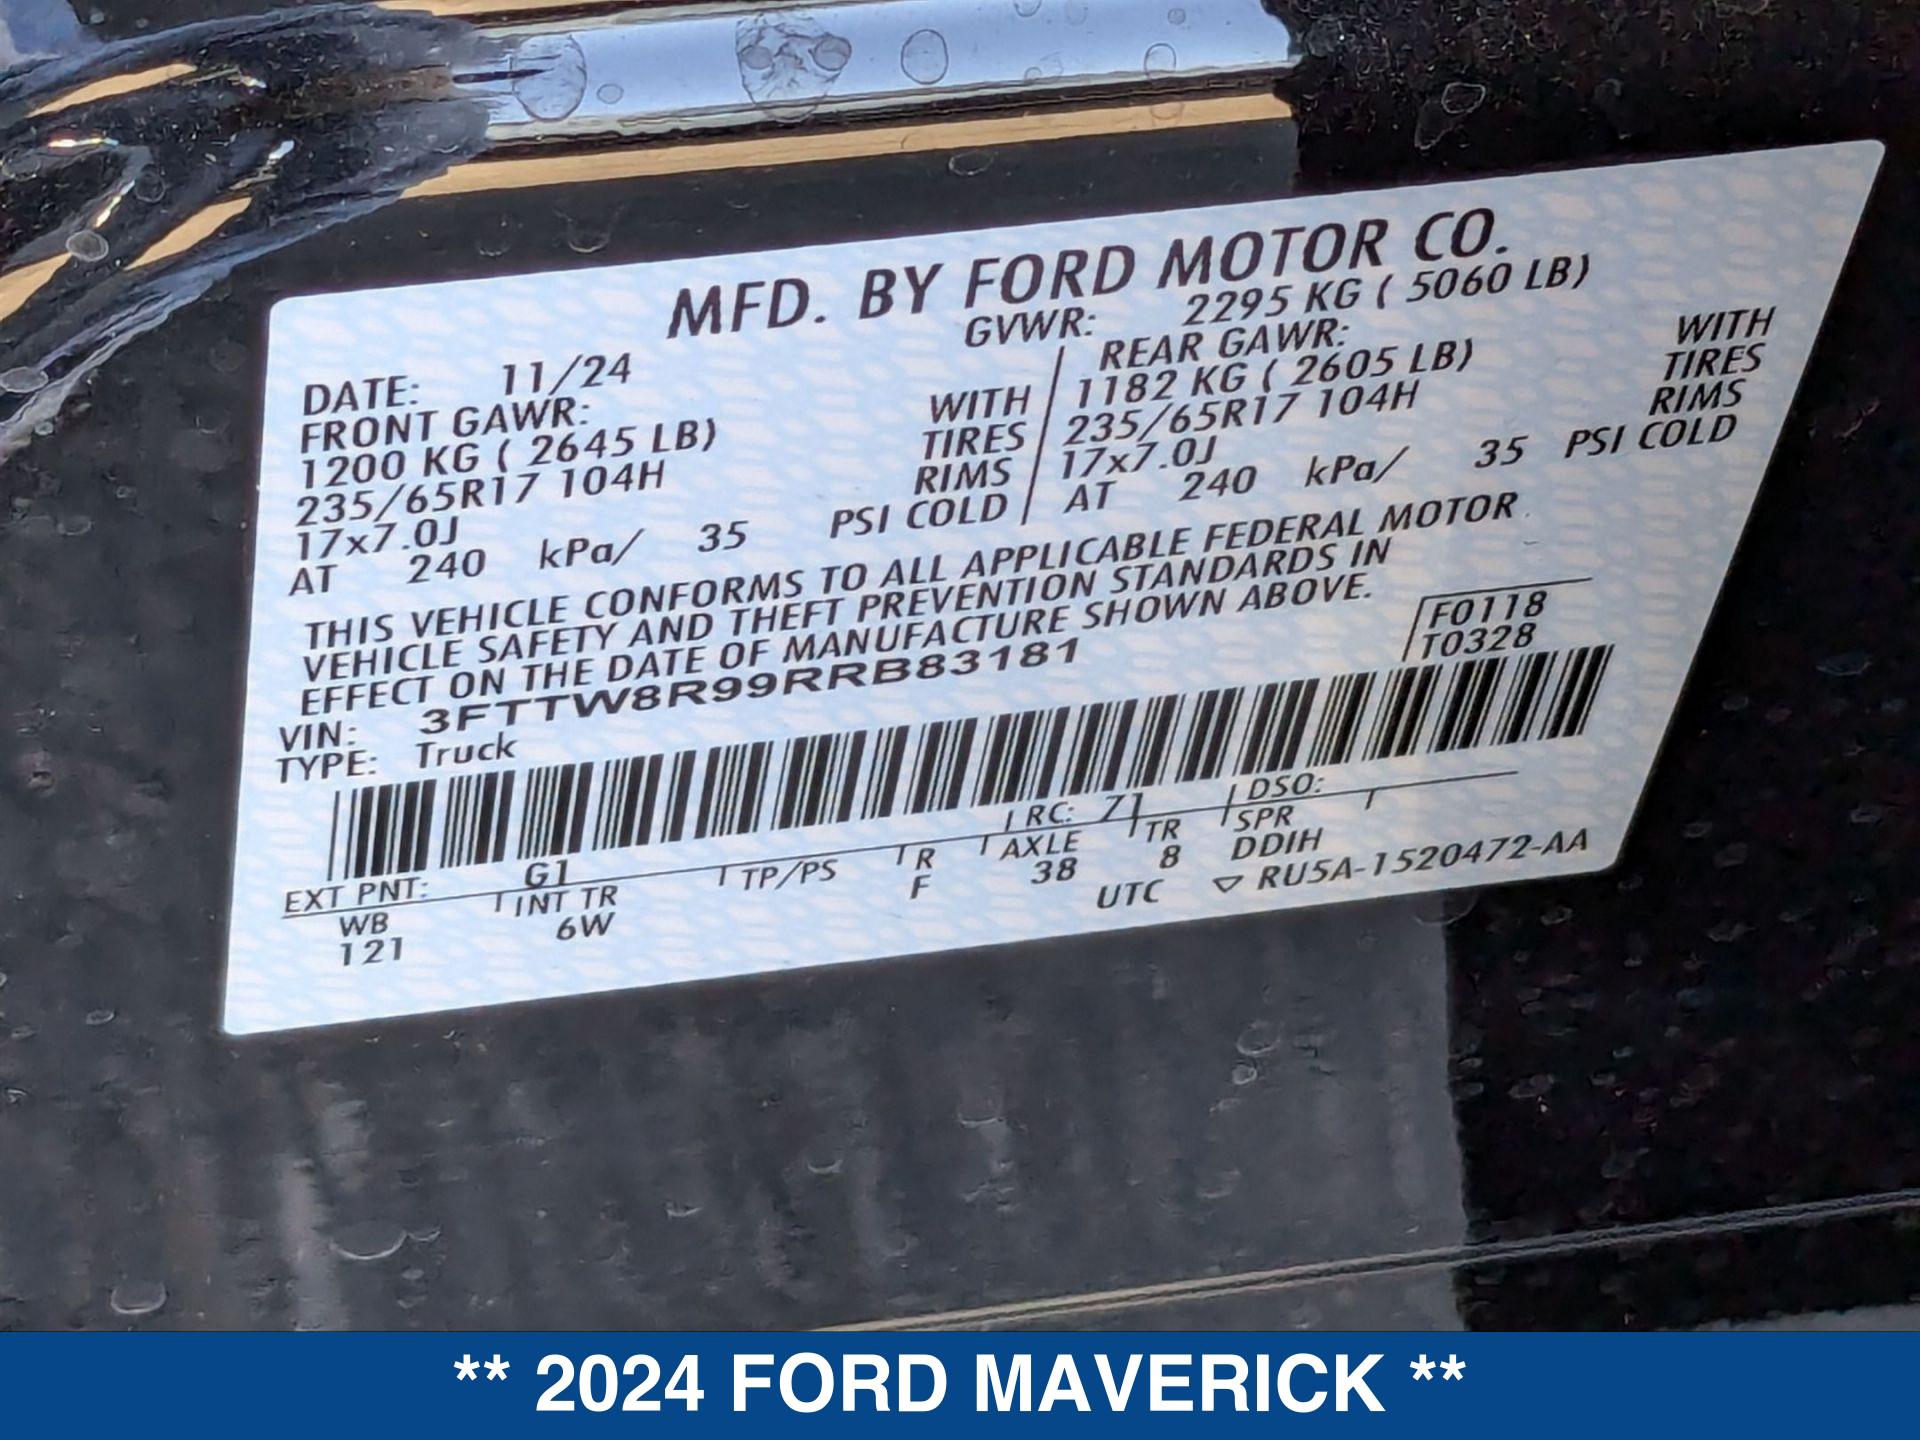 MFD. BY FORD MOTOR CO.
DATE: 11/24 GVWR: 2295 KG ( 5060 LB)
FRONT GAWR: REAR GAWR:
1200 KG ( 2645 LB) WITH 1182 KG ( 2605 LB) WITH
235/65R17 104H TIRES 235/65R17 104H TIRES
17x7.0J RIMS 17x7.0J RIMS
AT 240 kPa/ 35 PSI COLD AT 240 kPa/ 35 PSI COLD
THIS VEHICLE CONFORMS TO ALL APPLICABLE FEDERAL MOTOR
VEHICLE SAFETY AND THEFT PREVENTION STANDARDS IN
EFFECT ON THE DATE OF MANUFACTURE SHOWN ABOVE.
F0118
VIN: 3FTTW8R99RRB83181 T0328
TYPE: Truck
EXT PNT: G1 RC: 71 DSO:
WB INT TR TP/PS R AXLE TR SPR
121 6W F 38 8 DDIH
UTC ▽ RU5A-1520472-AA
** 2024 FORD MAVERICK **